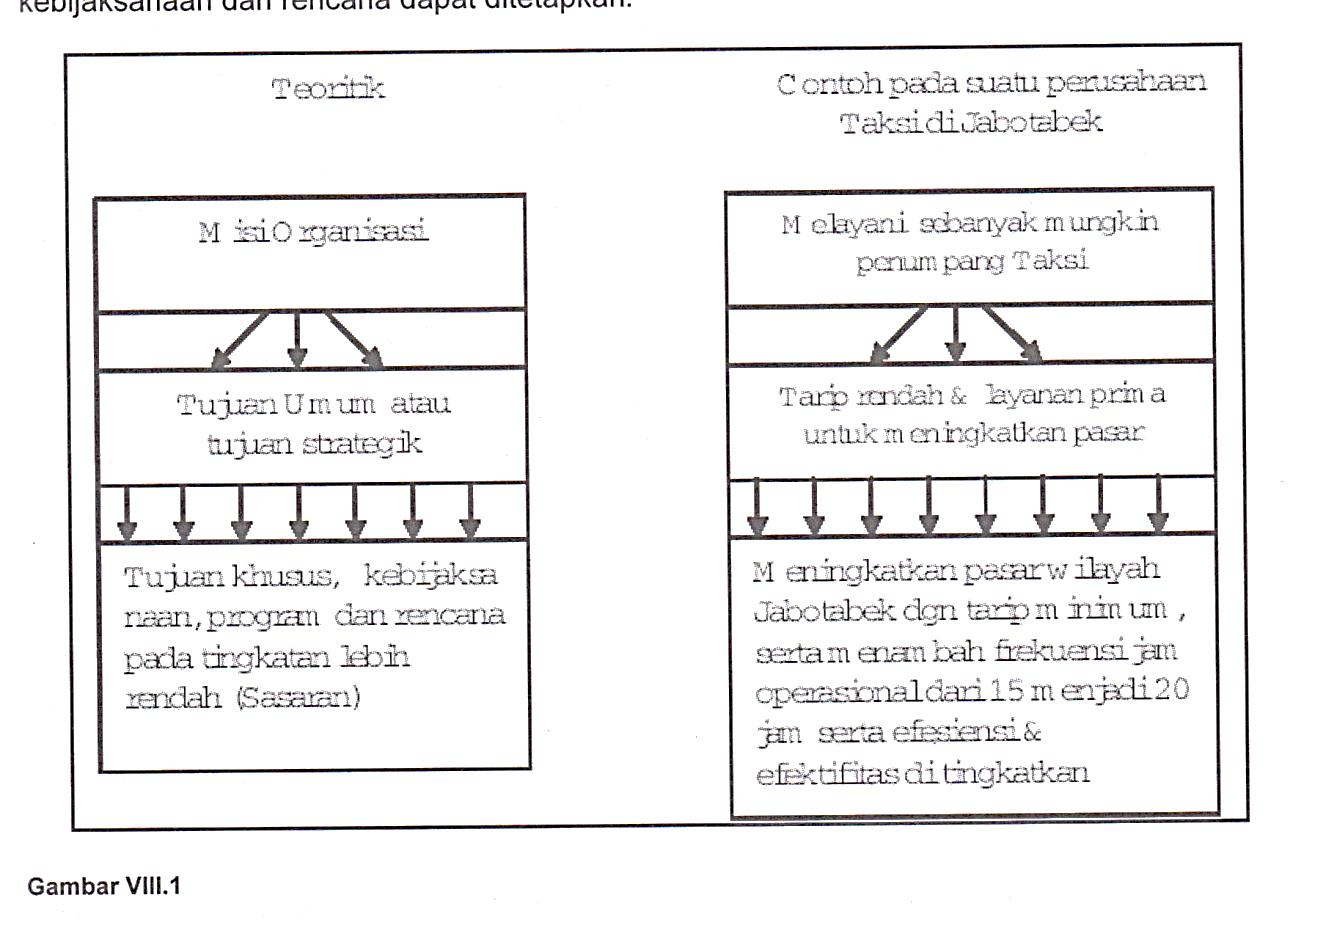 kebijaksanaan dan rencana dapat ditetapkan.
Teoritik
Misi Organisasi
Tujuan Umum atau
tujuan strategik
Tujuan khusus, kebijaksa
naan, program dan rencana
pada tingkatan lebih
rendah (Sasaran)
Contoh pada suatu perusahaan
Taksi di Jabotabek
Melayani sebanyak mungkin
penumpang Taksi
Tarip rendah & layanan prima
untuk meningkatkan pasar
Meningkatkan pasar wilayah
Jabotabek dgn tarip minimum,
serta menambah frekuensi jam
operasional dari 15 menjadi 20
jam serta efesiensi &
efektifitas di tingkatkan
Gambar VIII.1